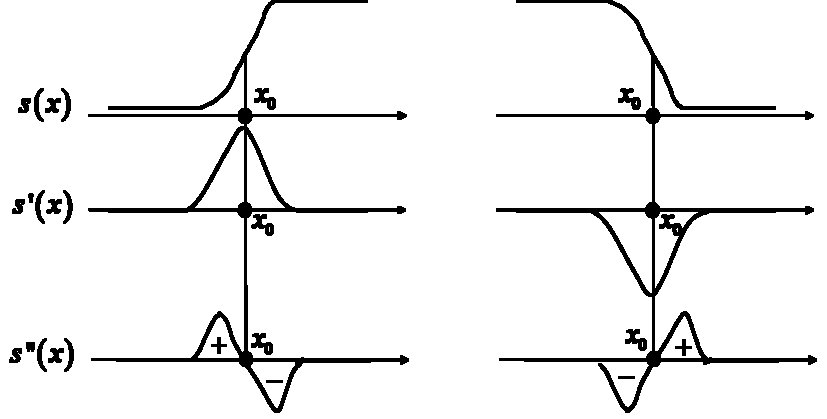 s(x) x₀ x₀
s'(x) x₀ x₀
s"(x) x₀ x₀
+ − − +